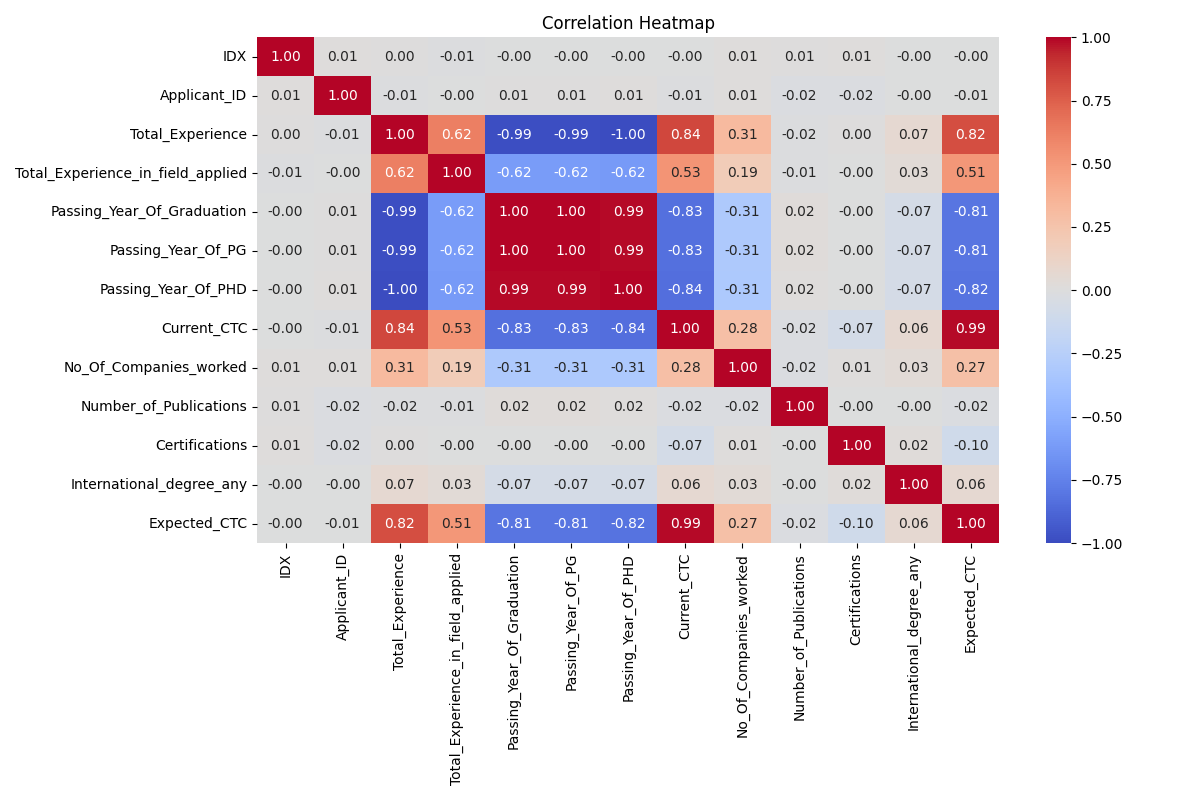 Correlation Heatmap
IDX 1.00 0.01 0.00 -0.01 -0.00 -0.00 -0.00 -0.00 0.01 0.01 0.01 -0.00 -0.00
Applicant_ID 0.01 1.00 -0.01 -0.00 0.01 0.01 0.01 -0.01 0.01 -0.02 -0.02 -0.00 -0.01
Total_Experience 0.00 -0.01 1.00 0.62 -0.99 -0.99 -1.00 0.84 0.31 -0.02 0.00 0.07 0.82
Total_Experience_in_field_applied -0.01 -0.00 0.62 1.00 -0.62 -0.62 -0.62 0.53 0.19 -0.01 -0.00 0.03 0.51
Passing_Year_Of_Graduation -0.00 0.01 -0.99 -0.62 1.00 1.00 0.99 -0.83 -0.31 0.02 -0.00 -0.07 -0.81
Passing_Year_Of_PG -0.00 0.01 -0.99 -0.62 1.00 1.00 0.99 -0.83 -0.31 0.02 -0.00 -0.07 -0.81
Passing_Year_Of_PHD -0.00 0.01 -1.00 -0.62 0.99 0.99 1.00 -0.84 -0.31 0.02 -0.00 -0.07 -0.82
Current_CTC -0.00 -0.01 0.84 0.53 -0.83 -0.83 -0.84 1.00 0.28 -0.02 -0.07 0.06 0.99
No_Of_Companies_worked 0.01 0.01 0.31 0.19 -0.31 -0.31 -0.31 0.28 1.00 -0.02 0.01 0.03 0.27
Number_of_Publications 0.01 -0.02 -0.02 -0.01 0.02 0.02 0.02 -0.02 -0.02 1.00 -0.00 -0.00 -0.02
Certifications 0.01 -0.02 0.00 -0.00 -0.00 -0.00 -0.00 -0.07 0.01 -0.00 1.00 0.02 -0.10
International_degree_any -0.00 -0.00 0.07 0.03 -0.07 -0.07 -0.07 0.06 0.03 -0.00 0.02 1.00 0.06
Expected_CTC -0.00 -0.01 0.82 0.51 -0.81 -0.81 -0.82 0.99 0.27 -0.02 -0.10 0.06 1.00
IDX
Applicant_ID
Total_Experience
Total_Experience_in_field_applied
Passing_Year_Of_Graduation
Passing_Year_Of_PG
Passing_Year_Of_PHD
Current_CTC
No_Of_Companies_worked
Number_of_Publications
Certifications
International_degree_any
Expected_CTC
1.00
0.75
0.50
0.25
0.00
−0.25
−0.50
−0.75
−1.00